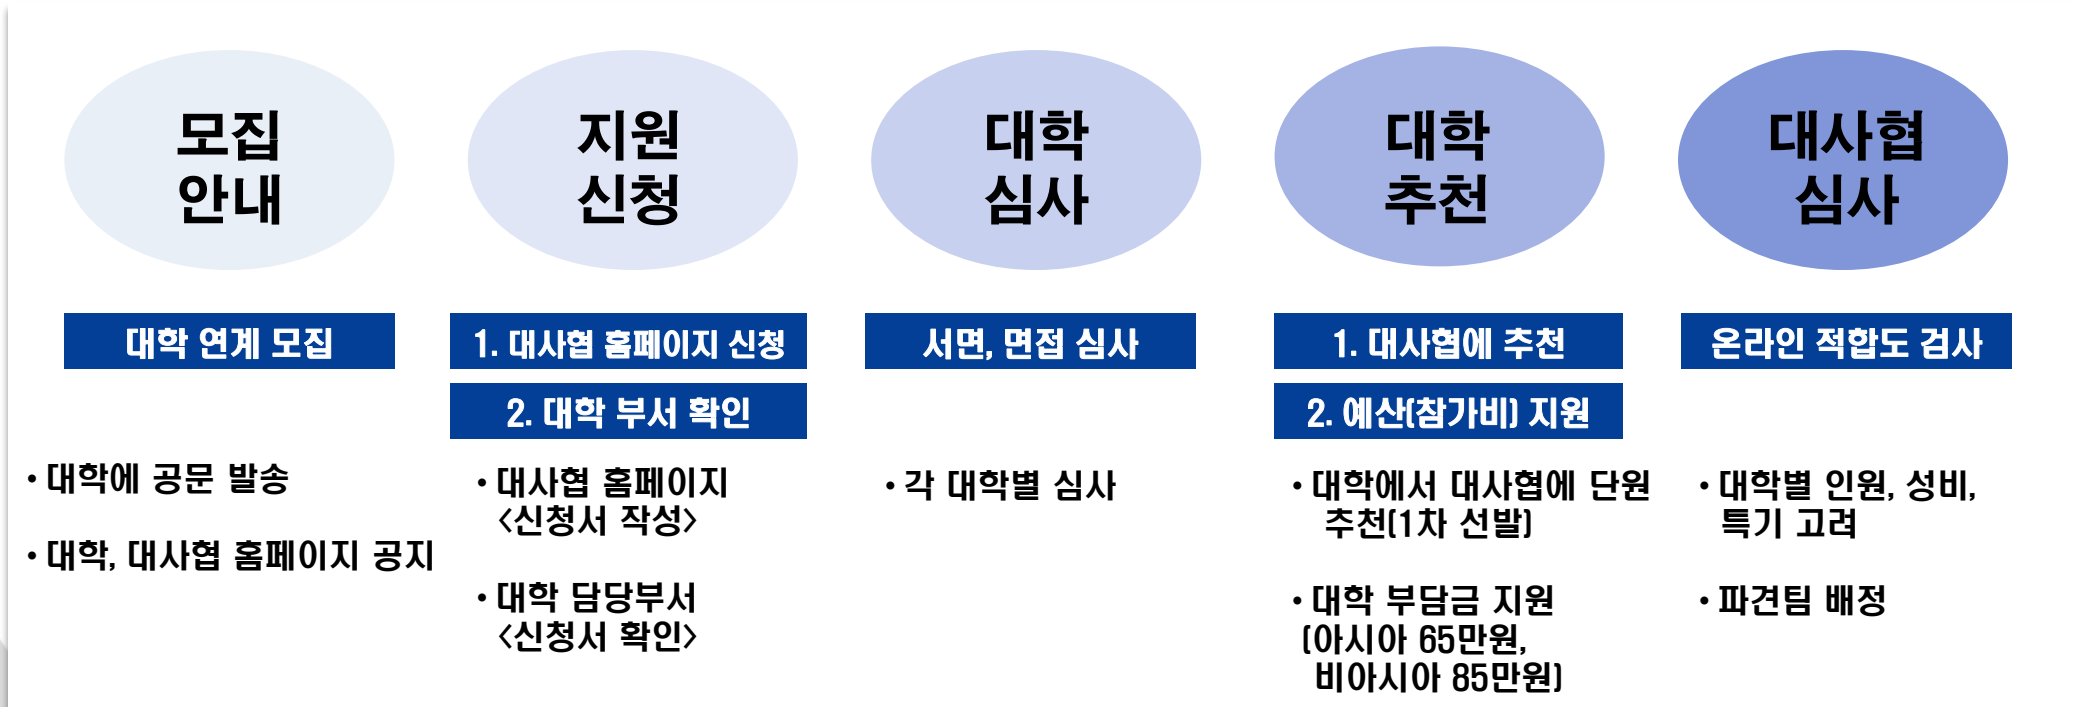 모집
안내
대학 연계 모집
• 대학에 공문 발송
• 대학, 대사협 홈페이지 공지
지원
신청
1. 대사협 홈페이지 신청
2. 대학 부서 확인
• 대사협 홈페이지
<신청서 작성>
• 대학 담당부서
<신청서 확인>
대학
심사
서면, 면접 심사
• 각 대학별 심사
대학
추천
1. 대사협에 추천
2. 예산(참가비) 지원
• 대학에서 대사협에 단원
추천(1차 선발)
• 대학 부담금 지원
(아시아 65만원,
비아시아 85만원)
대사협
심사
온라인 적합도 검사
• 대학별 인원, 성비,
특기 고려
• 파견팀 배정